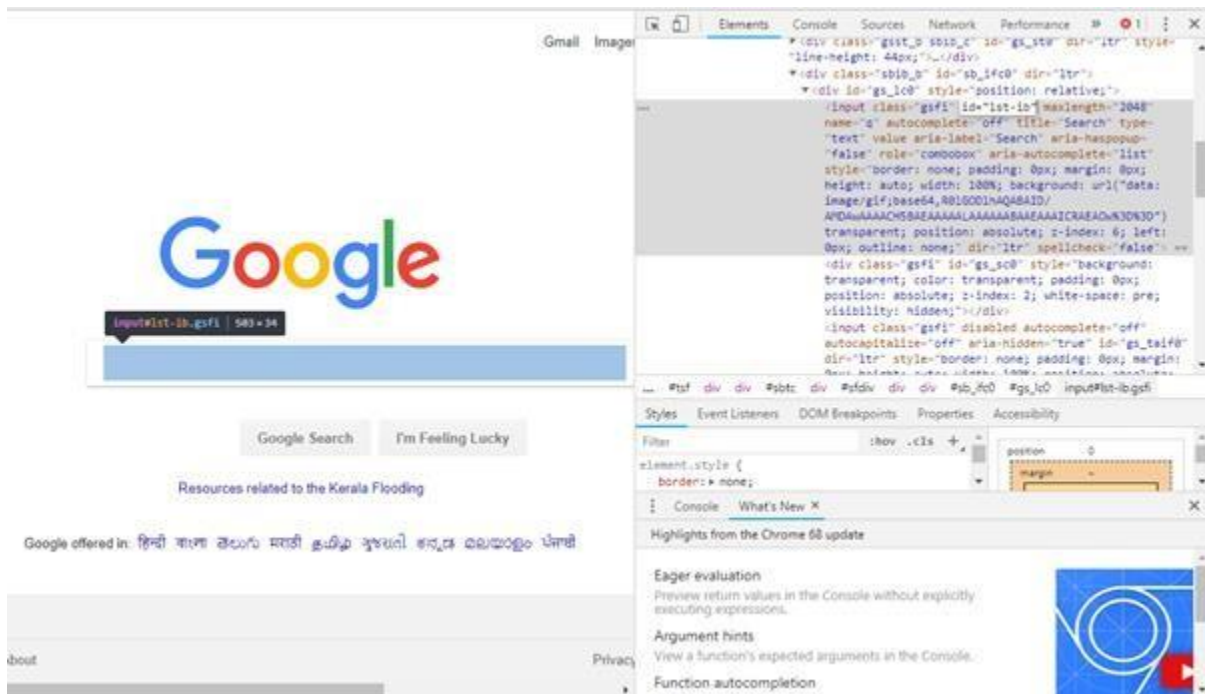 Gmail Images
Google
input#lst-ib.gsfi | 503 × 34
Google Search I'm Feeling Lucky
Resources related to the Kerala Flooding
Google offered in: हिन्दी বাংলা తెలుగు मराठी தமிழ் ગુજરાતી ಕನ್ನಡ മലയാളം ਪੰਜਾਬੀ
About
Privacy
Elements Console Sources Network Performance » 1
▼<div class="gsst_b sbib_c" id="gs_st0" dir="ltr" style=
"line-height: 44px;">…</div>
▼<div class="sbib_b" id="sb_ifc0" dir="ltr">
▼<div id="gs_lc0" style="position: relative;">
<input class="gsfi" id="lst-ib" maxlength="2048"
name="q" autocomplete="off" title="Search" type=
"text" value aria-label="Search" aria-haspopup=
"false" role="combobox" aria-autocomplete="list"
style="border: none; padding: 0px; margin: 0px;
height: auto; width: 100%; background: url("data:
image/gif;base64,
transparent; position: absolute; z-index: 6; left:
0px; outline: none;" dir="ltr" spellcheck="false"> ==
<div class="gsfi" id="gs_sc0" style="background:
transparent; color: transparent; padding: 0px;
position: absolute; z-index: 2; white-space: pre;
visibility: hidden;"></div>
<input class="gsfi" disabled autocomplete="off"
autocapitalize="off" aria-hidden="true" id="gs_taif0"
dir="ltr" style="border: none; padding: 0px; margin:
0px; height: auto; width: 100%; position: absolute;
... #tsf div div #sbtc div #sfdiv div div #sb_ifc0 #gs_lc0 input#lst-ib.gsfi
Styles Event Listeners DOM Breakpoints Properties Accessibility
Filter :hov .cls +
element.style {
border:▸ none;
position 0
margin -
Console What's New ×
Highlights from the Chrome 68 update
Eager evaluation
Preview return values in the Console without explicitly
executing expressions.
Argument hints
View a function's expected arguments in the Console.
Function autocompletion